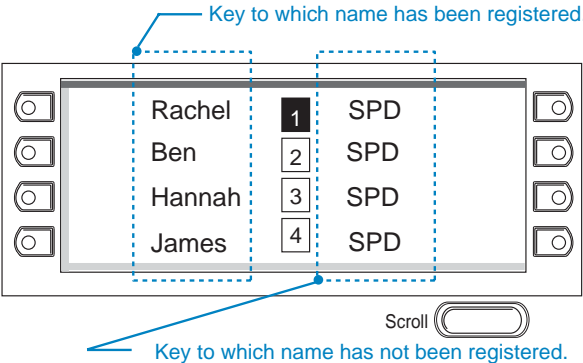 Key to which name has been registered
Rachel 1 SPD
Ben 2 SPD
Hannah 3 SPD
James 4 SPD
Scroll
Key to which name has not been registered.